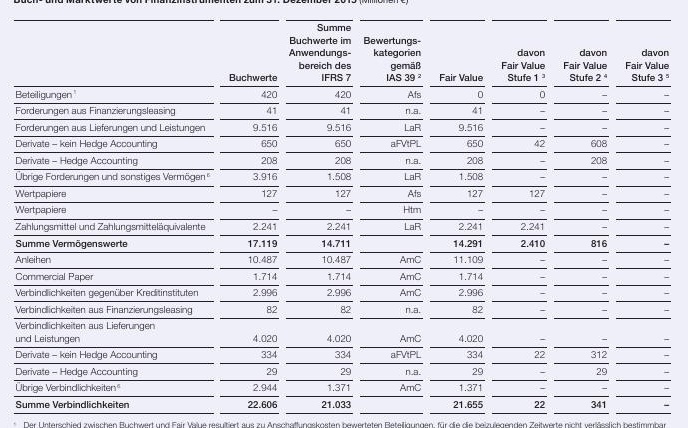 Buch- und Marktwerte von Finanzinstrumenten zum 31. Dezember 2015 (Millionen €)
Buchwerte | Summe Buchwerte im Anwendungs-bereich des IFRS 7 | Bewertungs-kategorien gemäß IAS 39 ² | Fair Value | davon Fair Value Stufe 1 ³ | davon Fair Value Stufe 2 ⁴ | davon Fair Value Stufe 3 ⁵
Beteiligungen ¹ 420 420 Afs 0 0 – –
Forderungen aus Finanzierungsleasing 41 41 n.a. 41 – – –
Forderungen aus Lieferungen und Leistungen 9.516 9.516 LaR 9.516 – – –
Derivate – kein Hedge Accounting 650 650 aFVtPL 650 42 608 –
Derivate – Hedge Accounting 208 208 n.a. 208 – 208 –
Übrige Forderungen und sonstiges Vermögen ⁶ 3.916 1.508 LaR 1.508 – – –
Wertpapiere 127 127 Afs 127 127 – –
Wertpapiere – – Htm – – – –
Zahlungsmittel und Zahlungsmitteläquivalente 2.241 2.241 LaR 2.241 2.241 – –
Summe Vermögenswerte 17.119 14.711 14.291 2.410 816 –
Anleihen 10.487 10.487 AmC 11.109 – – –
Commercial Paper 1.714 1.714 AmC 1.714 – – –
Verbindlichkeiten gegenüber Kreditinstituten 2.996 2.996 AmC 2.996 – – –
Verbindlichkeiten aus Finanzierungsleasing 82 82 n.a. 82 – – –
Verbindlichkeiten aus Lieferungen
und Leistungen 4.020 4.020 AmC 4.020 – – –
Derivate – kein Hedge Accounting 334 334 aFVtPL 334 22 312 –
Derivate – Hedge Accounting 29 29 n.a. 29 – 29 –
Übrige Verbindlichkeiten ⁶ 2.944 1.371 AmC 1.371 – – –
Summe Verbindlichkeiten 22.606 21.033 21.655 22 341 –
¹ Der Unterschied zwischen Buchwert und Fair Value resultiert aus zu Anschaffungskosten bewerteten Beteiligungen, für die die beizulegenden Zeitwerte nicht verlässlich bestimmbar